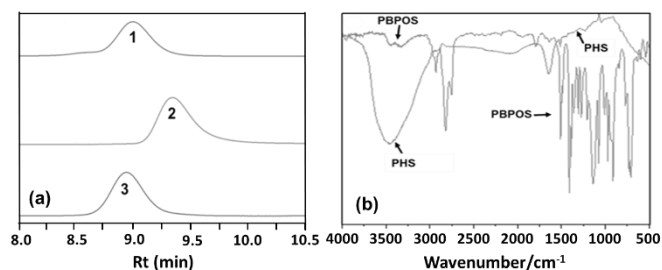 1
2
3
(a)
8.0 8.5 9.0 9.5 10.0 10.5
Rt (min)
PBPOS
PHS
PBPOS
PHS
(b)
4000 3500 3000 2500 2000 1500 1000 500
Wavenumber/cm⁻¹